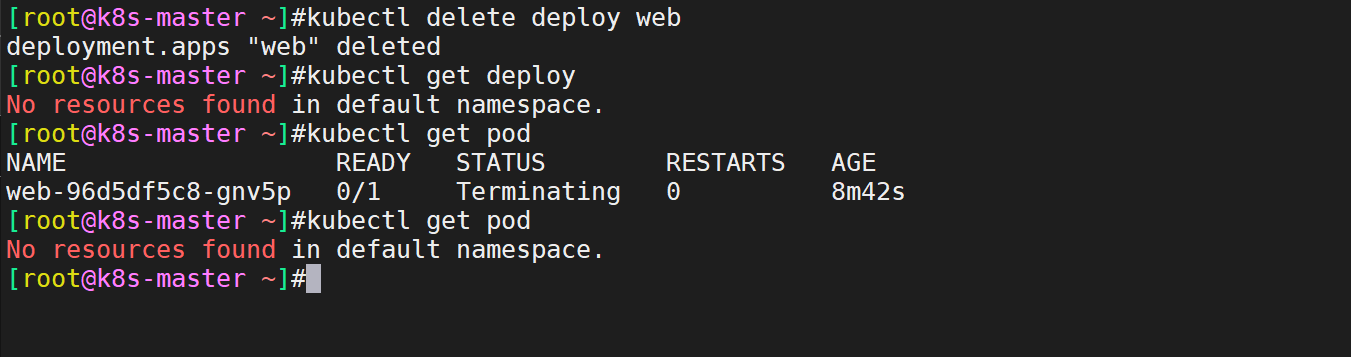 [root@k8s-master ~]#kubectl delete deploy web
deployment.apps "web" deleted
[root@k8s-master ~]#kubectl get deploy
No resources found in default namespace.
[root@k8s-master ~]#kubectl get pod
NAME                  READY   STATUS        RESTARTS   AGE
web-96d5df5c8-gnv5p   0/1     Terminating   0          8m42s
[root@k8s-master ~]#kubectl get pod
No resources found in default namespace.
[root@k8s-master ~]#